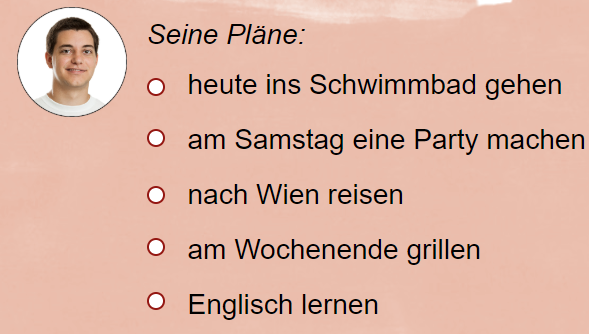 Seine Pläne:
heute ins Schwimmbad gehen
am Samstag eine Party machen
nach Wien reisen
am Wochenende grillen
Englisch lernen